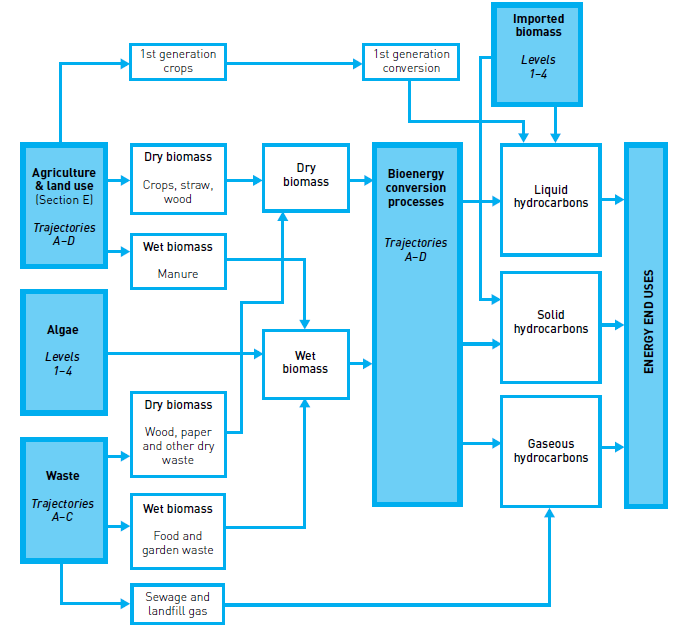 Imported
biomass
Levels
1–4
1st generation
crops
1st generation
conversion
Agriculture
& land use
(Section E)
Trajectories
A–D
Dry biomass
Crops, straw,
wood
Dry
biomass
Bioenergy
conversion
processes
Trajectories
A–D
Liquid
hydrocarbons
Wet biomass
Manure
Algae
Levels
1–4
Wet
biomass
Solid
hydrocarbons
ENERGY END USES
Dry biomass
Wood, paper
and other dry
waste
Gaseous
hydrocarbons
Waste
Trajectories
A–C
Wet biomass
Food and
garden waste
Sewage and
landfill gas